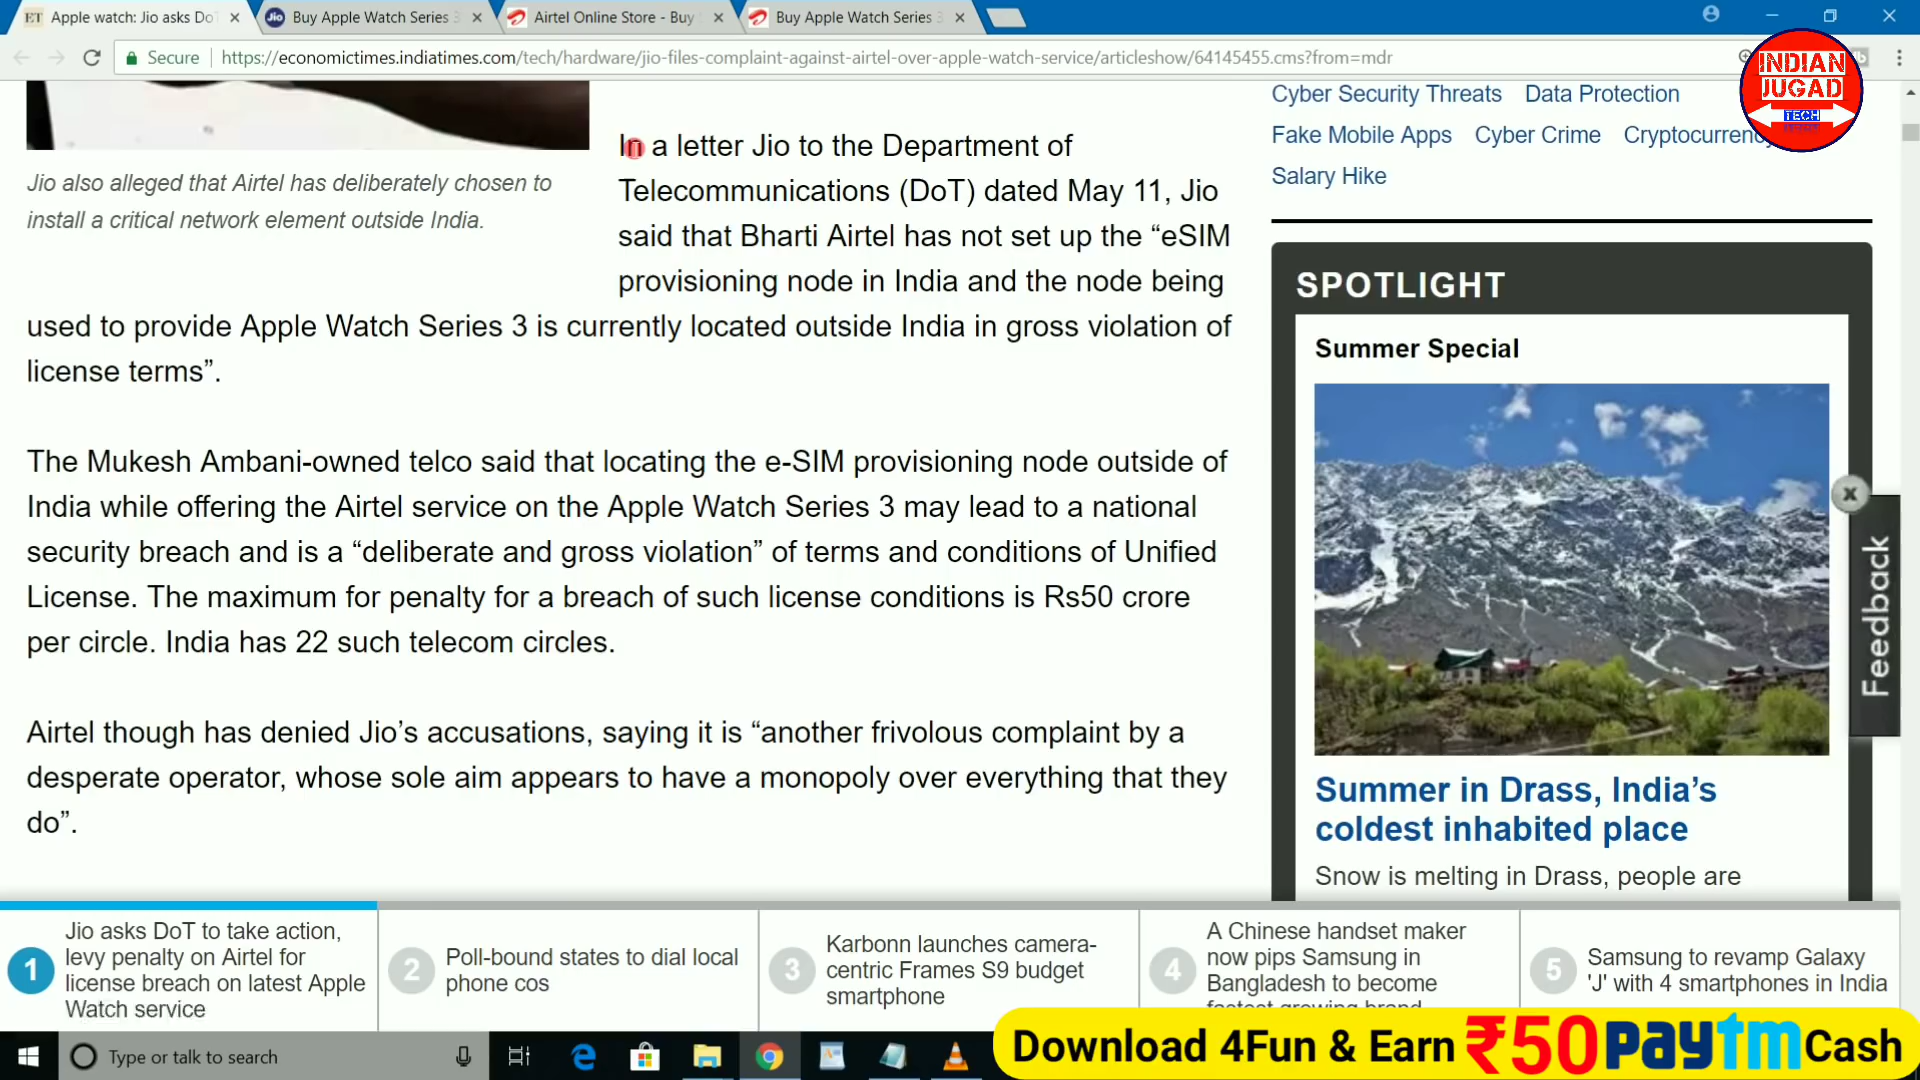 Apple watch: Jio asks Do
Buy Apple Watch Series 3
Airtel Online Store - Buy
Buy Apple Watch Series 3
Secure
https://economictimes.indiatimes.com/tech/hardware/jio-files-complaint-against-airtel-over-apple-watch-service/articleshow/64145455.cms?from=mdr
INDIAN
JUGAD
TECH
Jio also alleged that Airtel has deliberately chosen to
install a critical network element outside India.
In a letter Jio to the Department of
Telecommunications (DoT) dated May 11, Jio
said that Bharti Airtel has not set up the “eSIM
provisioning node in India and the node being
used to provide Apple Watch Series 3 is currently located outside India in gross violation of
license terms”.
The Mukesh Ambani-owned telco said that locating the e-SIM provisioning node outside of
India while offering the Airtel service on the Apple Watch Series 3 may lead to a national
security breach and is a “deliberate and gross violation” of terms and conditions of Unified
License. The maximum for penalty for a breach of such license conditions is Rs50 crore
per circle. India has 22 such telecom circles.
Airtel though has denied Jio’s accusations, saying it is “another frivolous complaint by a
desperate operator, whose sole aim appears to have a monopoly over everything that they
do”.
Cyber Security Threats Data Protection
Fake Mobile Apps Cyber Crime Cryptocurrency
Salary Hike
SPOTLIGHT
Summer Special
Summer in Drass, India’s
coldest inhabited place
Snow is melting in Drass, people are
Feedback
1
Jio asks DoT to take action,
levy penalty on Airtel for
license breach on latest Apple
Watch service
2
Poll-bound states to dial local
phone cos
3
Karbonn launches camera-
centric Frames S9 budget
smartphone
4
A Chinese handset maker
now pips Samsung in
Bangladesh to become
fastest growing brand
5
Samsung to revamp Galaxy
'J' with 4 smartphones in India
Type or talk to search
Download 4Fun & Earn ₹50 paytm Cash